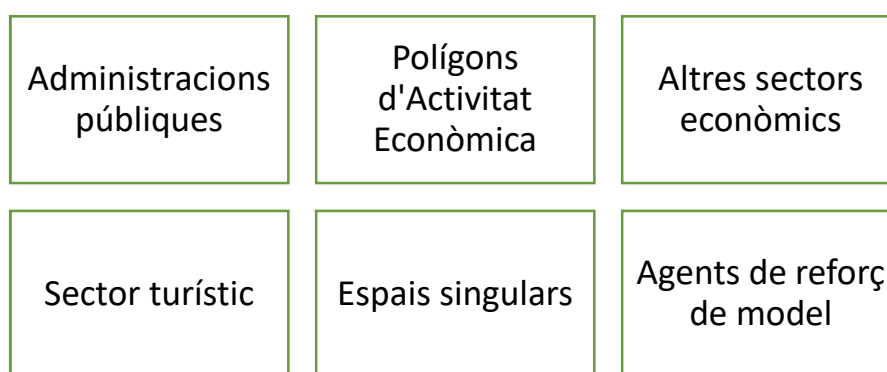 Administracions
públiques
Polígons
d'Activitat
Econòmica
Altres sectors
econòmics
Sector turístic
Espais singulars
Agents de reforç
de model